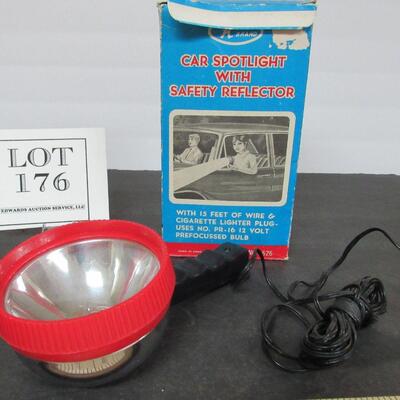 BRAND
CAR SPOTLIGHT
WITH
SAFETY REFLECTOR
WITH 15 FEET OF WIRE &
CIGARETTE LIGHTER PLUG-
USES NO. PR-16 12 VOLT
PREFOCUSSED BULB
LOT
176
EDWARDS AUCTION SERVICE, LLC